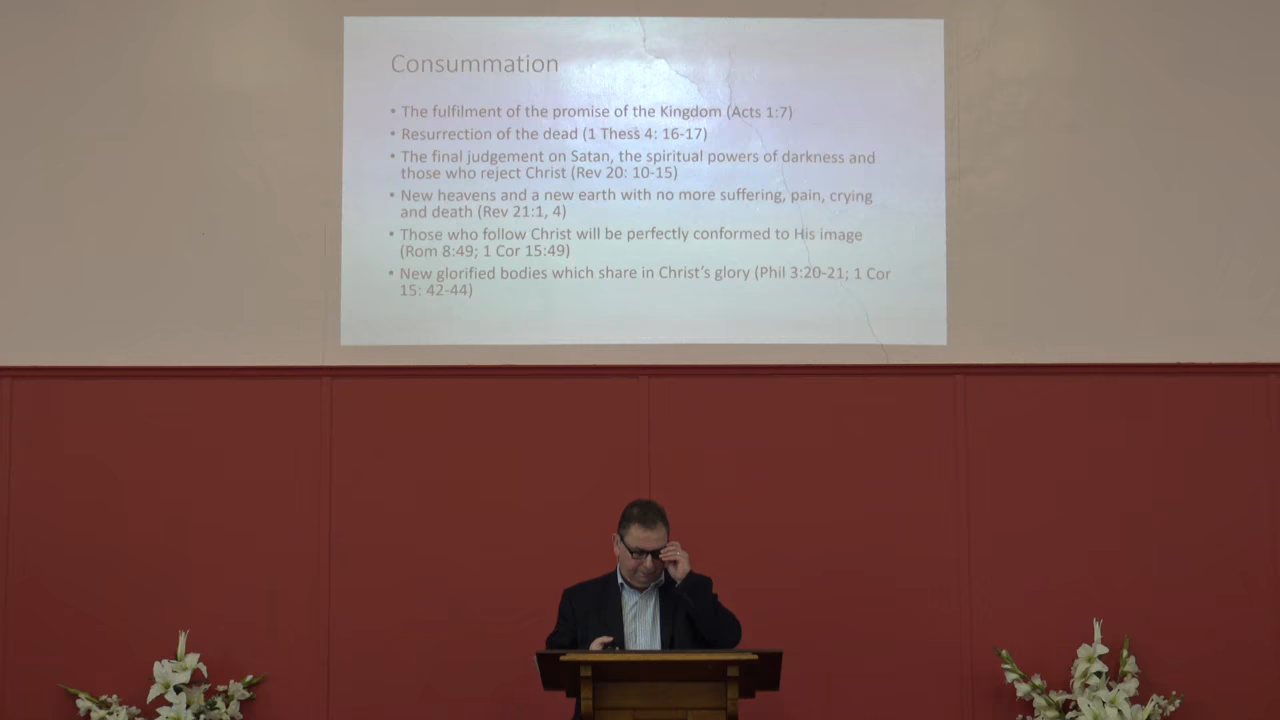 Consummation
• The fulfilment of the promise of the Kingdom (Acts 1:7)
• Resurrection of the dead (1 Thess 4: 16-17)
• The final judgement on Satan, the spiritual powers of darkness and
those who reject Christ (Rev 20: 10-15)
• New heavens and a new earth with no more suffering, pain, crying
and death (Rev 21:1, 4)
• Those who follow Christ will be perfectly conformed to His image
(Rom 8:49; 1 Cor 15:49)
• New glorified bodies which share in Christ's glory (Phil 3:20-21; 1 Cor
15: 42-44)